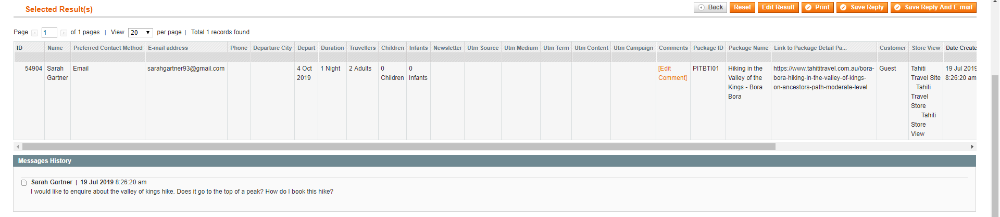 Selected Result(s)
Back Reset Edit Result Print Save Reply Save Reply And E-mail
Page 1 of 1 pages | View 20 per page | Total 1 records found
ID Name Preferred Contact Method E-mail address Phone Departure City Depart Duration Travellers Children Infants Newsletter Utm Source Utm Medium Utm Term Utm Content Utm Campaign Comments Package ID Package Name Link to Package Detail Pa... Customer Store View Date Create
54904 Sarah Email sarahgartner93@gmail.com 4 Oct 1 Night 2 Adults 0 0 [Edit PITBTI01 Hiking in the https://www.tahititravel.com.au/bora- Guest Tahiti 19 Jul 2019
Gartner 2019 Children Infants Comment] Valley of the bora-hiking-in-the-valley-of-kings- Travel Site 8:26:20 am
Kings - Bora on-ancestors-path-moderate-level Tahiti
Bora Travel
Store
Tahiti
Store
View
Messages History
Sarah Gartner | 19 Jul 2019 8:26:20 am
I would like to enquire about the valley of kings hike. Does it go to the top of a peak? How do I book this hike?